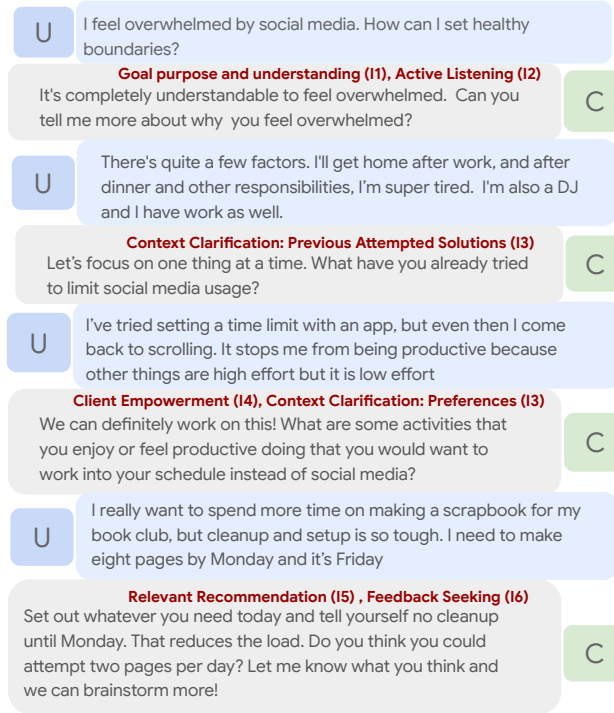 U
I feel overwhelmed by social media. How can I set healthy
boundaries?
Goal purpose and understanding (I1), Active Listening (I2)
It's completely understandable to feel overwhelmed. Can you
tell me more about why you feel overwhelmed?
C
U
There's quite a few factors. I'll get home after work, and after
dinner and other responsibilities, I'm super tired. I'm also a DJ
and I have work as well.
Context Clarification: Previous Attempted Solutions (I3)
Let's focus on one thing at a time. What have you already tried
to limit social media usage?
C
U
I've tried setting a time limit with an app, but even then I come
back to scrolling. It stops me from being productive because
other things are high effort but it is low effort
Client Empowerment (I4), Context Clarification: Preferences (I3)
We can definitely work on this! What are some activities that
you enjoy or feel productive doing that you would want to
work into your schedule instead of social media?
C
U
I really want to spend more time on making a scrapbook for my
book club, but cleanup and setup is so tough. I need to make
eight pages by Monday and it's Friday
Relevant Recommendation (I5) , Feedback Seeking (I6)
Set out whatever you need today and tell yourself no cleanup
until Monday. That reduces the load. Do you think you could
attempt two pages per day? Let me know what you think and
we can brainstorm more!
C